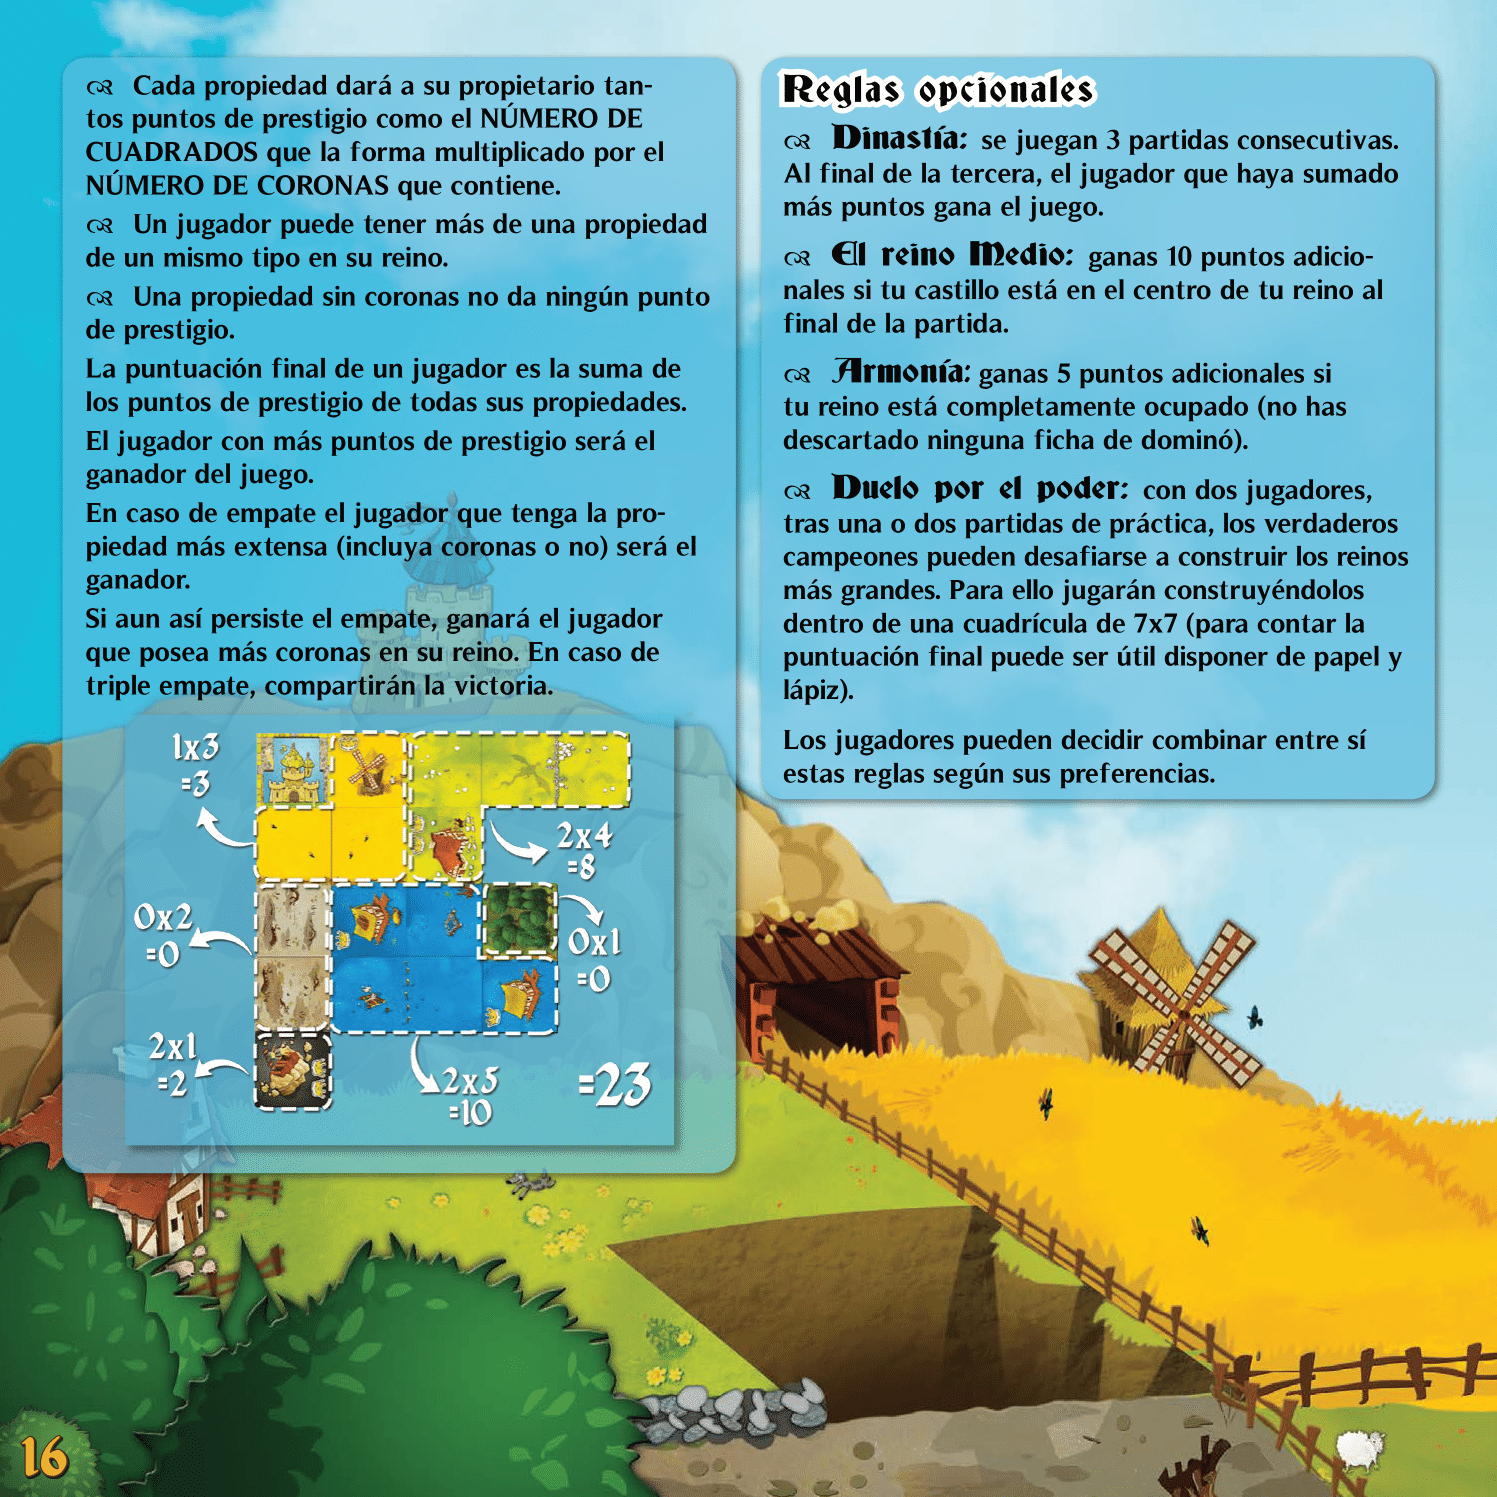 Cada propiedad dará a su propietario tan-
tos puntos de prestigio como el NÚMERO DE
CUADRADOS que la forma multiplicado por el
NÚMERO DE CORONAS que contiene.
Un jugador puede tener más de una propiedad
de un mismo tipo en su reino.
Una propiedad sin coronas no da ningún punto
de prestigio.
La puntuación final de un jugador es la suma de
los puntos de prestigio de todas sus propiedades.
El jugador con más puntos de prestigio será el
ganador del juego.
En caso de empate el jugador que tenga la pro-
piedad más extensa (incluya coronas o no) será el
ganador.
Si aun así persiste el empate, ganará el jugador
que posea más coronas en su reino. En caso de
triple empate, compartirán la victoria.
1x3
=3
2x4
=8
0x2
=0
0x1
=0
2x1
=2
2x5
=10
=23
Reglas opcionales
Dinastía: se juegan 3 partidas consecutivas.
Al final de la tercera, el jugador que haya sumado
más puntos gana el juego.
El reino Medio: ganas 10 puntos adicio-
nales si tu castillo está en el centro de tu reino al
final de la partida.
Armonía: ganas 5 puntos adicionales si
tu reino está completamente ocupado (no has
descartado ninguna ficha de dominó).
Duelo por el poder: con dos jugadores,
tras una o dos partidas de práctica, los verdaderos
campeones pueden desafiarse a construir los reinos
más grandes. Para ello jugarán construyéndolos
dentro de una cuadrícula de 7x7 (para contar la
puntuación final puede ser útil disponer de papel y
lápiz).
Los jugadores pueden decidir combinar entre sí
estas reglas según sus preferencias.
16